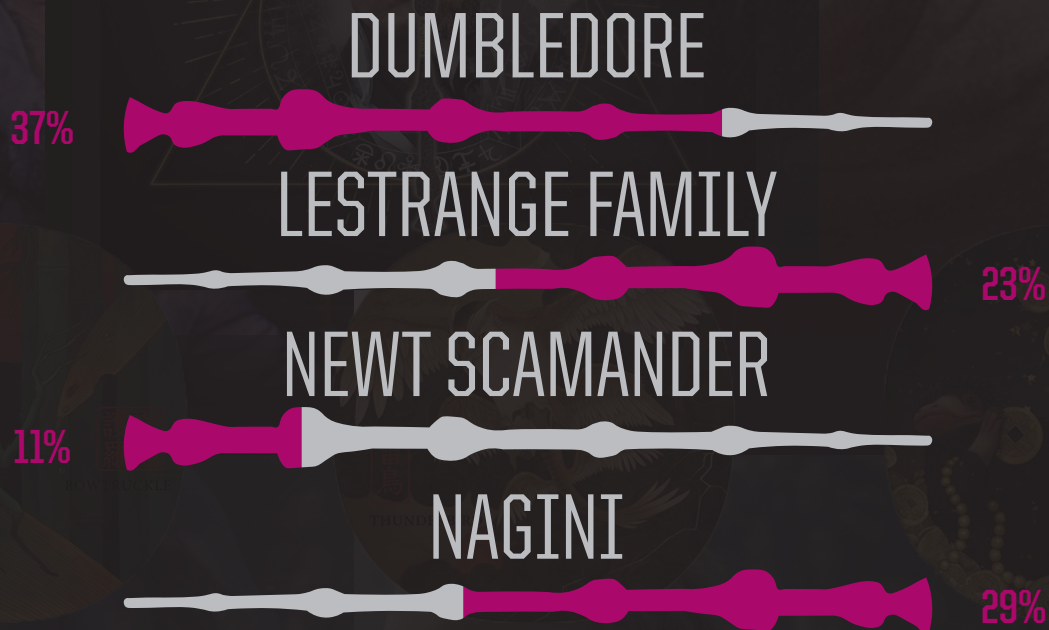 DUMBLEDORE
37%
LESTRANGE FAMILY
23%
NEWT SCAMANDER
11%
NAGINI
29%